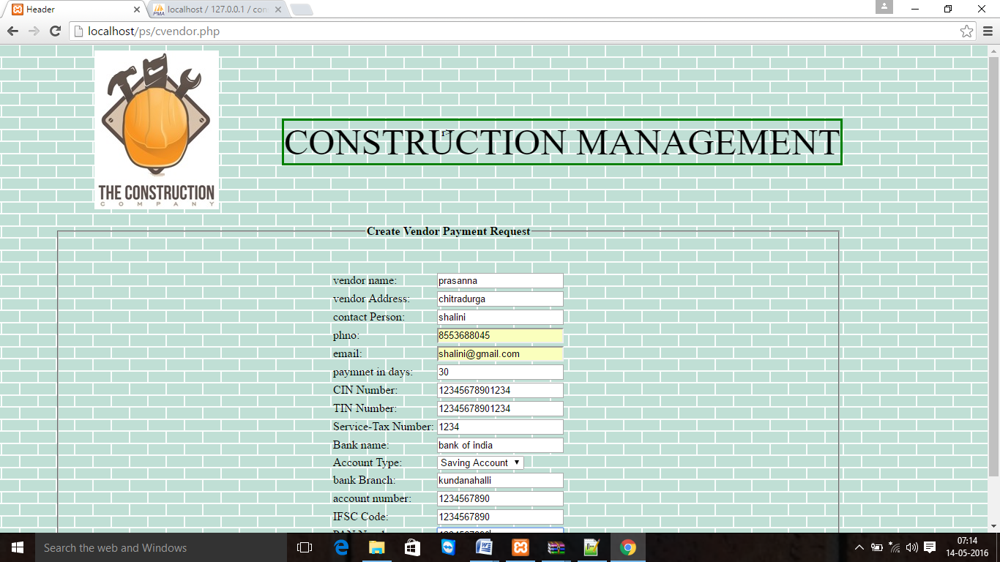 Header
localhost / 127.0.0.1 / con
localhost/ps/cvendor.php
THE CONSTRUCTION
COMPANY
CONSTRUCTION MANAGEMENT
Create Vendor Payment Request
vendor name: prasanna
vendor Address: chitradurga
contact Person: shalini
phno: 8553688045
email: shalini@gmail.com
paymnet in days: 30
CIN Number: 12345678901234
TIN Number: 12345678901234
Service-Tax Number: 1234
Bank name: bank of india
Account Type: Saving Account
bank Branch: kundanahalli
account number: 1234567890
IFSC Code: 1234567890
Search the web and Windows
07:14
14-05-2016